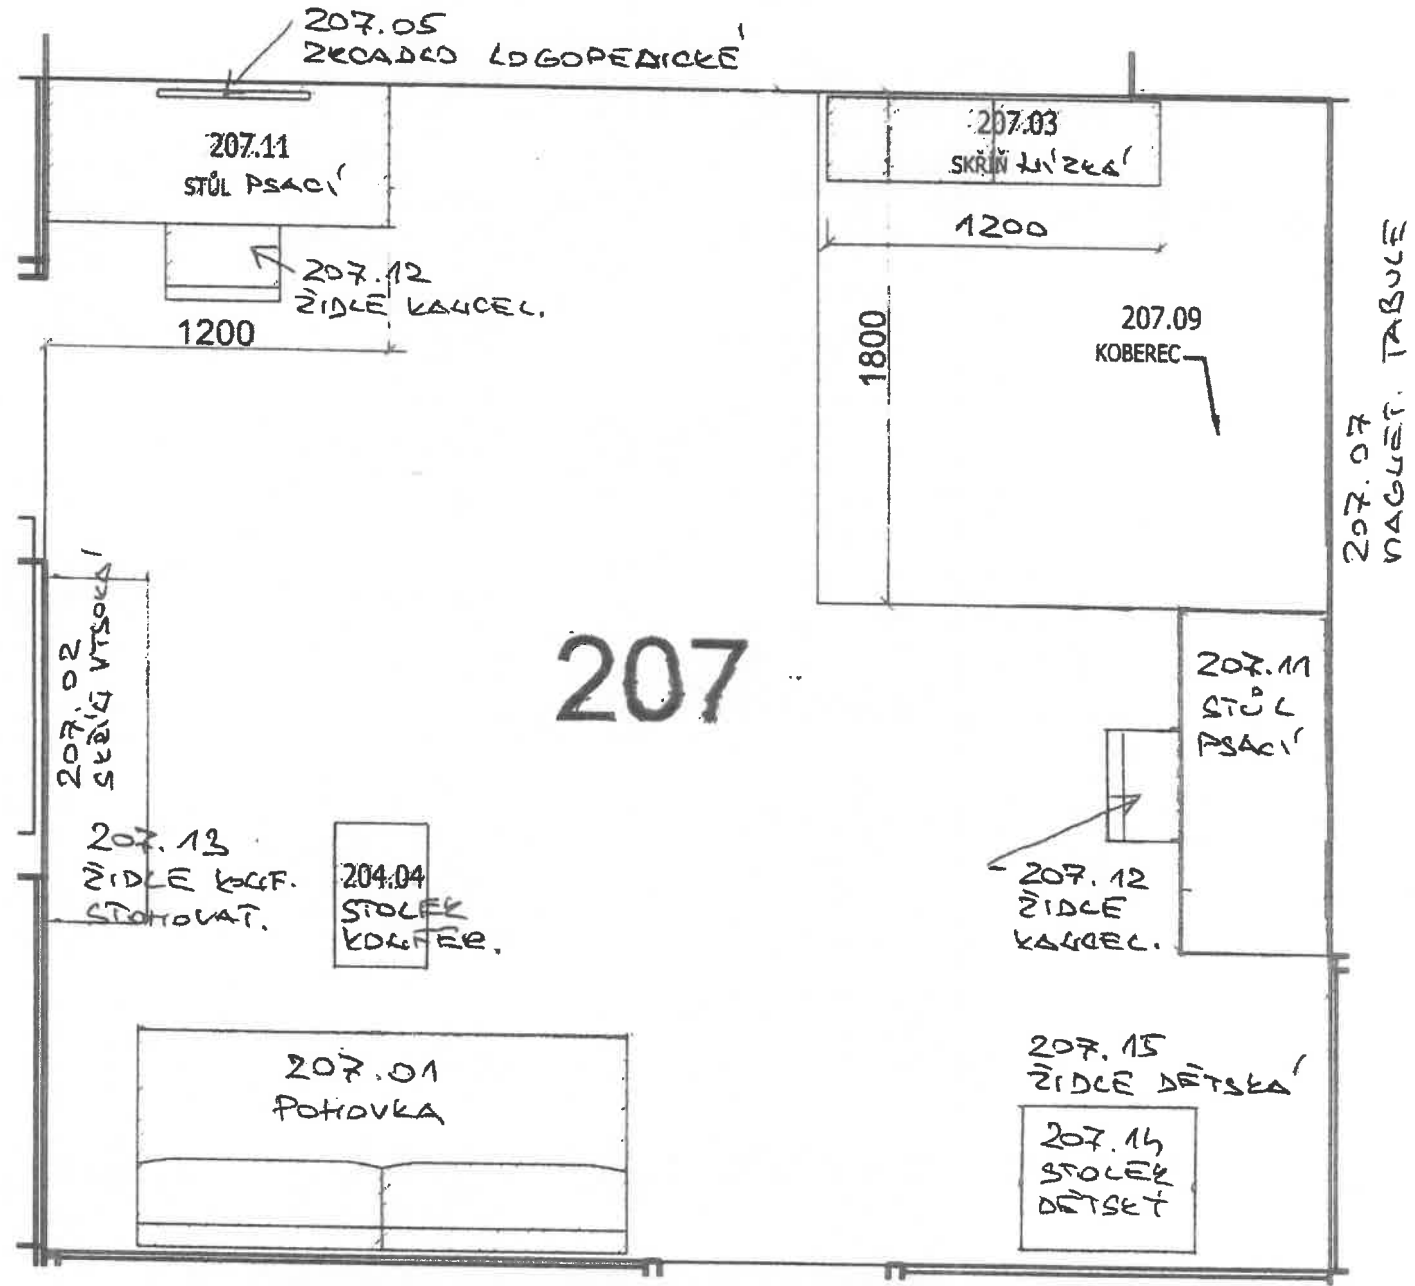 207.05
ZRCADLO LOGOPEDICKÉ
207.11
STŮL PSACÍ
207.12
ŽIDLE KANCEL.
1200
207.03
SKŘÍŇ NÍZKÁ
1200
1800
207.09
KOBEREC
207.07
MAGNET. TABULE
207.02
SKŘÍŇ VYSOKÁ
207
207.11
STŮL
PSACÍ
207.13
ŽIDLE KONF.
STOHOVAT.
204.04
STOLEK
KONFER.
207.12
ŽIDLE
KANCEL.
207.01
POHOVKA
207.15
ŽIDLE DĚTSKÁ
207.14
STOLEK
DĚTSKÝ